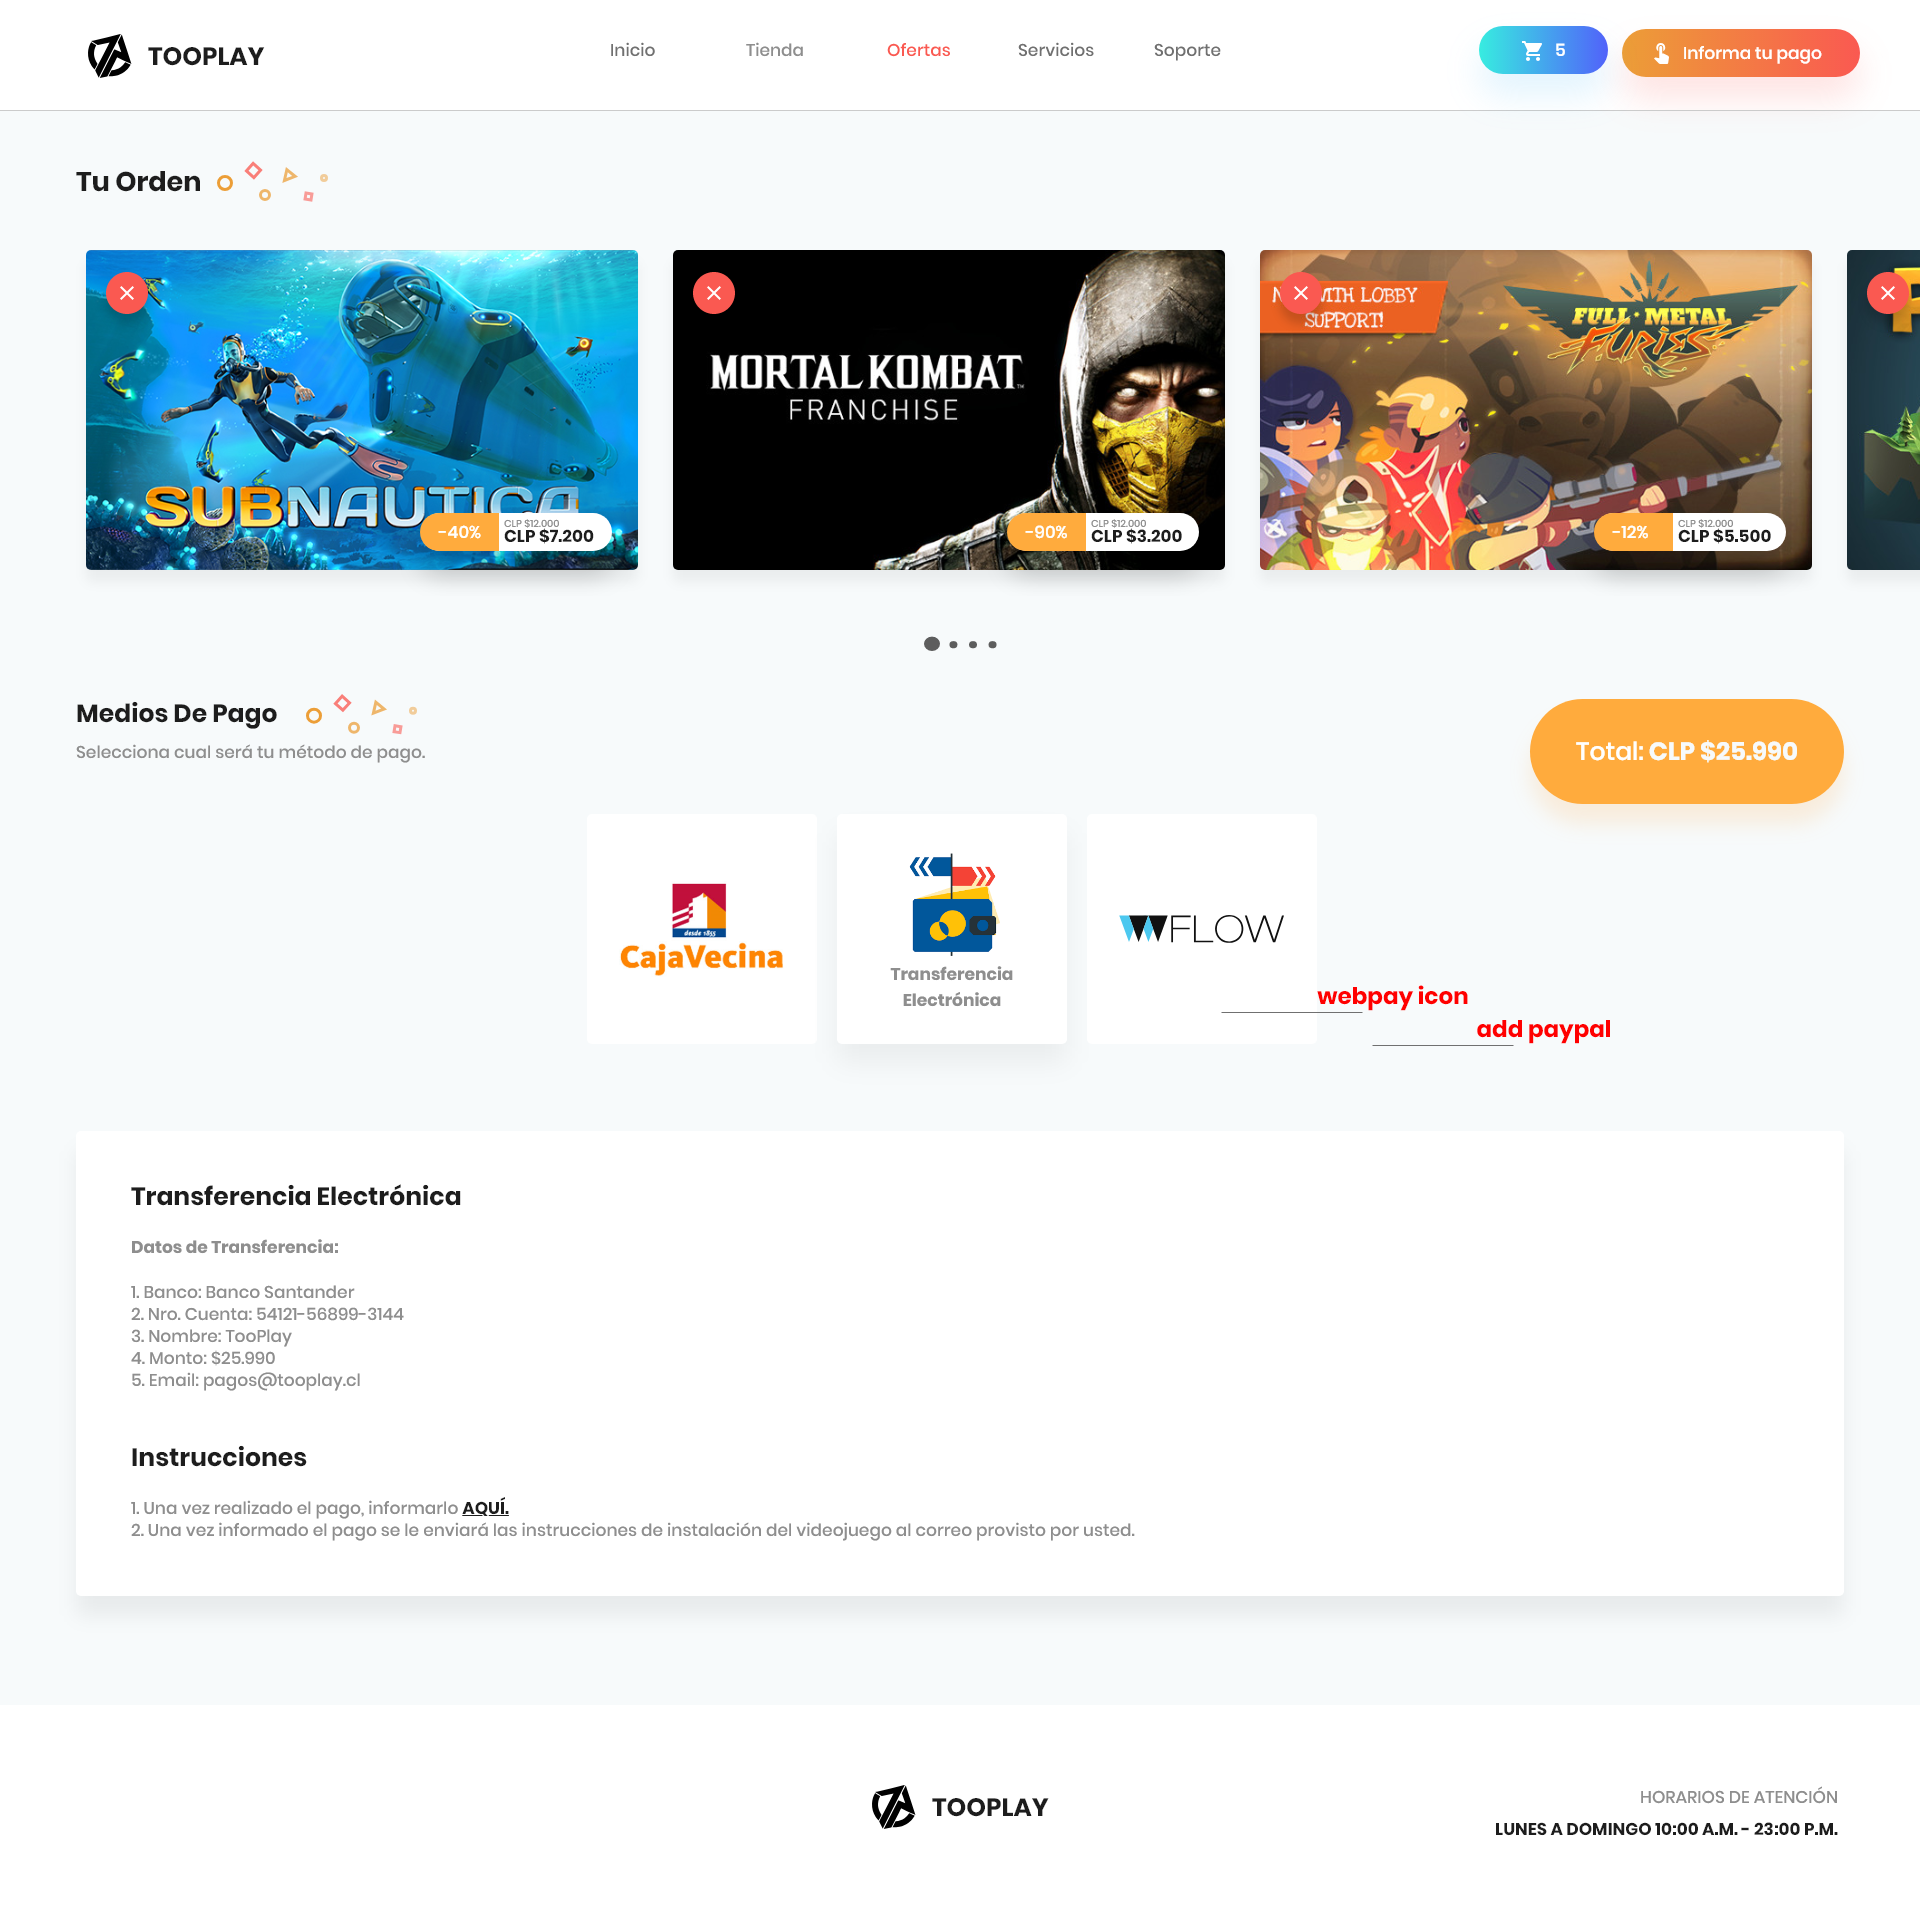 TOOPLAY
Inicio
Tienda
Ofertas
Servicios
Soporte
5
Informa tu pago
Tu Orden
SUBNAUTICA
-40%
CLP $12.000
CLP $7.200
MORTAL KOMBAT
FRANCHISE
-90%
CLP $12.000
CLP $3.200
WITH LOBBY
SUPPORT!
FULL·METAL
FURIES
-12%
CLP $12.000
CLP $5.500
Medios De Pago
Selecciona cual será tu método de pago.
Total: CLP $25.990
desde 1855
CajaVecina
Transferencia
Electrónica
FLOW
webpay icon
add paypal
Transferencia Electrónica
Datos de Transferencia:
1. Banco: Banco Santander
2. Nro. Cuenta: 54121-56899-3144
3. Nombre: TooPlay
4. Monto: $25.990
5. Email: pagos@tooplay.cl
Instrucciones
1. Una vez realizado el pago, informarlo AQUÍ.
2. Una vez informado el pago se le enviará las instrucciones de instalación del videojuego al correo provisto por usted.
TOOPLAY
HORARIOS DE ATENCIÓN
LUNES A DOMINGO 10:00 A.M. - 23:00 P.M.